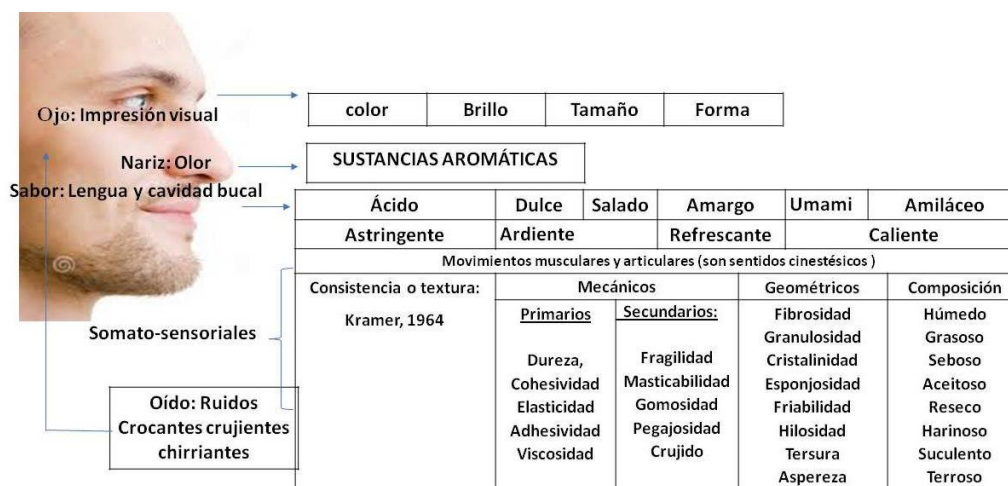 Ojo: Impresión visual
color Brillo Tamaño Forma
Nariz: Olor
SUSTANCIAS AROMÁTICAS
Sabor: Lengua y cavidad bucal
Ácido Dulce Salado Amargo Umami Amiláceo
Astringente Ardiente Refrescante Caliente
Movimientos musculares y articulares (son sentidos cinestésicos )
Somato-sensoriales
Consistencia o textura:
Kramer, 1964
Mecánicos
Primarios
Dureza,
Cohesividad
Elasticidad
Adhesividad
Viscosidad
Secundarios:
Fragilidad
Masticabilidad
Gomosidad
Pegajosidad
Crujido
Geométricos
Fibrosidad
Granulosidad
Cristalinidad
Esponjosidad
Friabilidad
Hilosidad
Tersura
Aspereza
Composición
Húmedo
Grasoso
Seboso
Aceitoso
Reseco
Harinoso
Suculento
Terroso
Oído: Ruidos
Crocantes crujientes
chirriantes